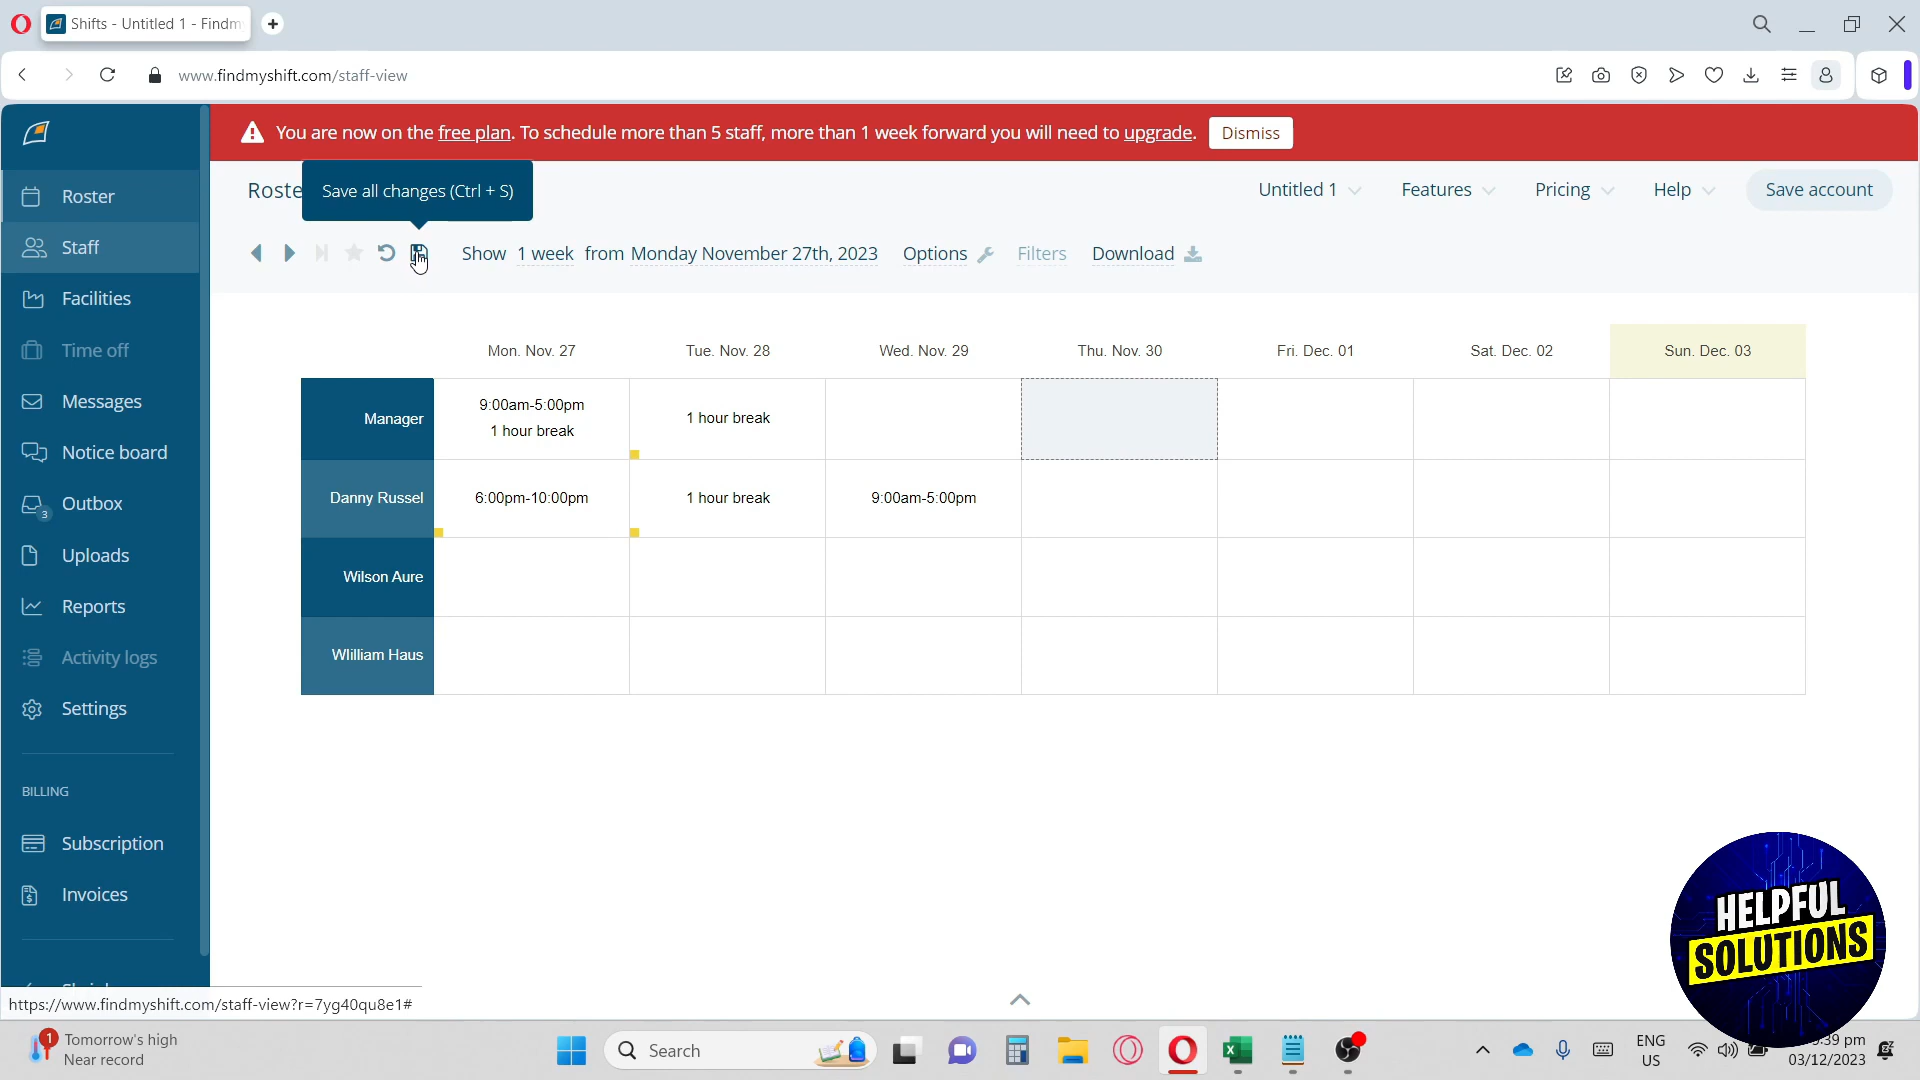 Shifts - Untitled 1 - Findm
www.findmyshift.com/staff-view
You are now on the free plan. To schedule more than 5 staff, more than 1 week forward you will need to upgrade. Dismiss
Roste
Save all changes (Ctrl + S)
Untitled 1 Features Pricing Help Save account
Show 1 week from Monday November 27th, 2023 Options Filters Download
Roster
Staff
Facilities
Time off
Messages
Notice board
Outbox
3
Uploads
Reports
Activity logs
Settings
BILLING
Subscription
Invoices
Mon. Nov. 27 Tue. Nov. 28 Wed. Nov. 29 Thu. Nov. 30 Fri. Dec. 01 Sat. Dec. 02 Sun. Dec. 03
Manager 9:00am-5:00pm 1 hour break
1 hour break
Danny Russel 6:00pm-10:00pm 1 hour break 9:00am-5:00pm
Wilson Aure
Wlilliam Haus
HELPFUL
SOLUTIONS
https://www.findmyshift.com/staff-view?r=7yg40qu8e1#
1
Tomorrow's high
Near record
Search
ENG
US
:39 pm
03/12/2023